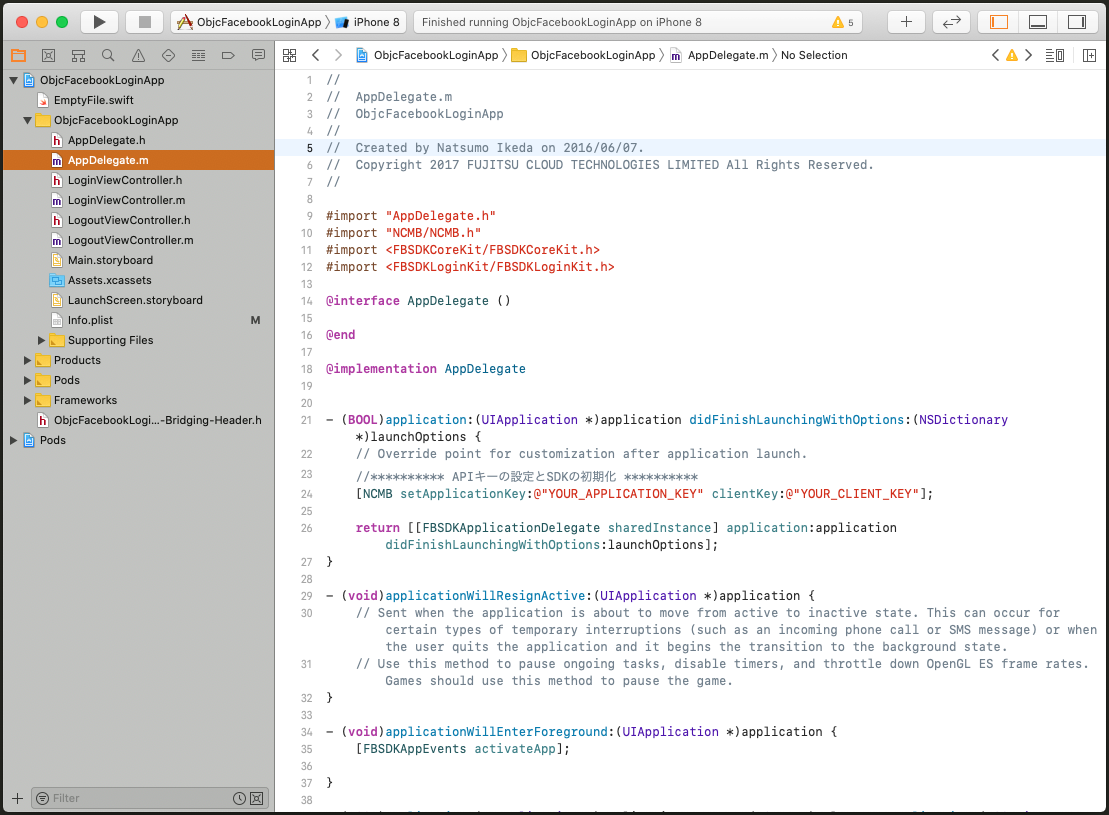 ObjcFacebookLoginApp
iPhone 8
Finished running ObjcFacebookLoginApp on iPhone 8
5
ObjcFacebookLoginApp
ObjcFacebookLoginApp
AppDelegate.m
No Selection
ObjcFacebookLoginApp
EmptyFile.swift
ObjcFacebookLoginApp
AppDelegate.h
AppDelegate.m
LoginViewController.h
LoginViewController.m
LogoutViewController.h
LogoutViewController.m
Main.storyboard
Assets.xcassets
LaunchScreen.storyboard
Info.plist M
Supporting Files
Products
Pods
Frameworks
ObjcFacebookLogi...-Bridging-Header.h
Pods
Filter
1 //
2 // AppDelegate.m
3 // ObjcFacebookLoginApp
4 //
5 // Created by Natsumo Ikeda on 2016/06/07.
6 // Copyright 2017 FUJITSU CLOUD TECHNOLOGIES LIMITED All Rights Reserved.
7 //
8
9 #import "AppDelegate.h"
10 #import "NCMB/NCMB.h"
11 #import <FBSDKCoreKit/FBSDKCoreKit.h>
12 #import <FBSDKLoginKit/FBSDKLoginKit.h>
13
14 @interface AppDelegate ()
15
16 @end
17
18 @implementation AppDelegate
19
20
21 - (BOOL)application:(UIApplication *)application didFinishLaunchingWithOptions:(NSDictionary
*)launchOptions {
22 // Override point for customization after application launch.
23 //********** APIキーの設定とSDKの初期化 **********
24 [NCMB setApplicationKey:@"YOUR_APPLICATION_KEY" clientKey:@"YOUR_CLIENT_KEY"];
25
26 return [[FBSDKApplicationDelegate sharedInstance] application:application
didFinishLaunchingWithOptions:launchOptions];
27 }
28
29 - (void)applicationWillResignActive:(UIApplication *)application {
30 // Sent when the application is about to move from active to inactive state. This can occur for
certain types of temporary interruptions (such as an incoming phone call or SMS message) or when
the user quits the application and it begins the transition to the background state.
31 // Use this method to pause ongoing tasks, disable timers, and throttle down OpenGL ES frame rates.
Games should use this method to pause the game.
32 }
33
34 - (void)applicationWillEnterForeground:(UIApplication *)application {
35 [FBSDKAppEvents activateApp];
36
37 }
38